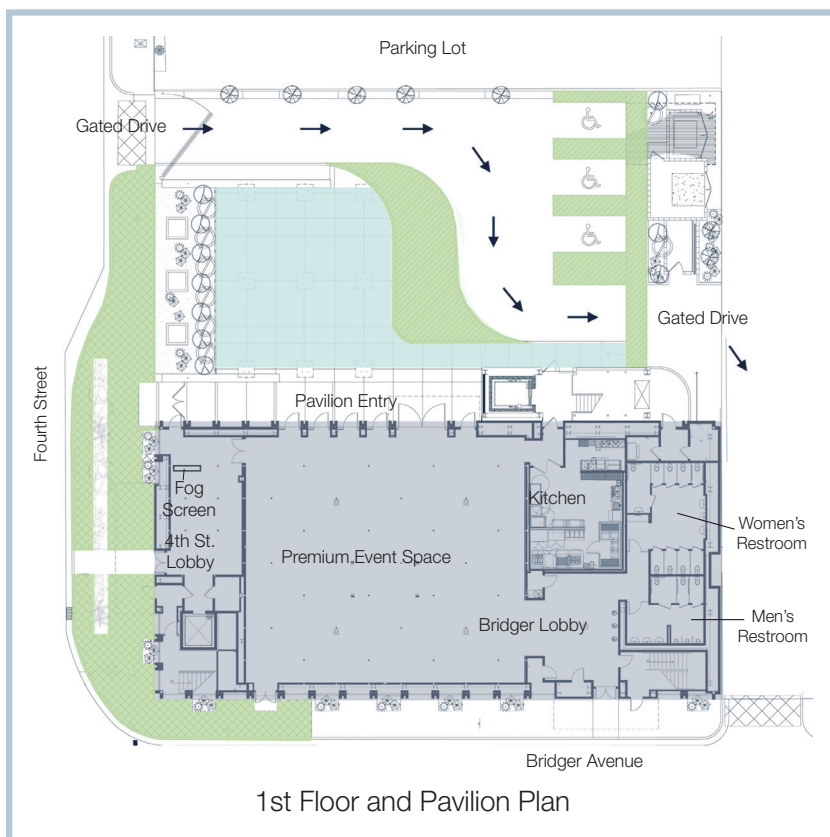 Parking Lot
Gated Drive
Gated Drive
Fourth Street
Pavilion Entry
Fog
Screen
4th St.
Lobby
Premium Event Space
Kitchen
Women's
Restroom
Bridger Lobby
Men's
Restroom
Bridger Avenue
1st Floor and Pavilion Plan